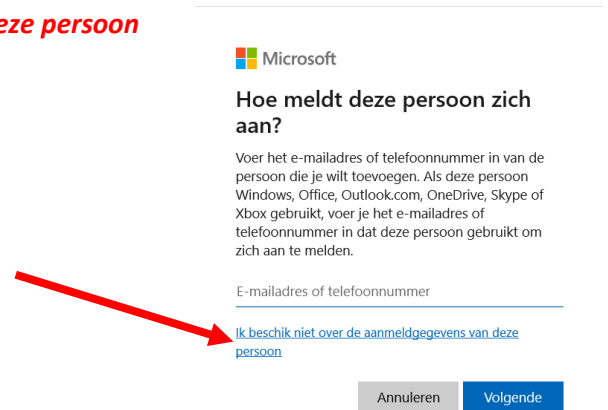 eze persoon
Microsoft
Hoe meldt deze persoon zich
aan?
Voer het e-mailadres of telefoonnummer in van de
persoon die je wilt toevoegen. Als deze persoon
Windows, Office, Outlook.com, OneDrive, Skype of
Xbox gebruikt, voer je het e-mailadres of
telefoonnummer in dat deze persoon gebruikt om
zich aan te melden.
E-mailadres of telefoonnummer
Ik beschik niet over de aanmeldgegevens van deze
persoon
Annuleren Volgende